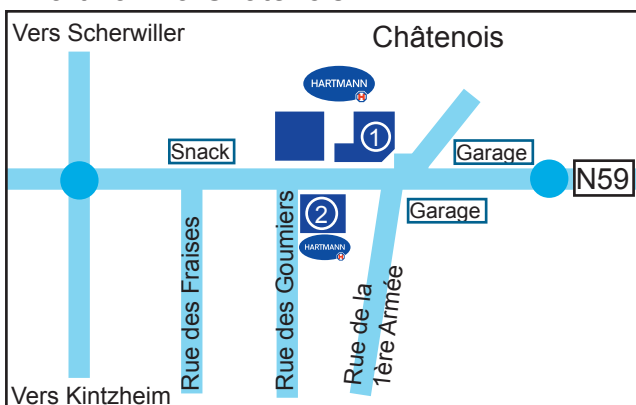 Vers Scherwiller
Châtenois
HARTMANN
H
1
Snack
Garage
N59
2
Garage
HARTMANN
H
Rue des Fraises
Rue des Goumiers
Rue de la
1ère Armée
Vers Kintzheim